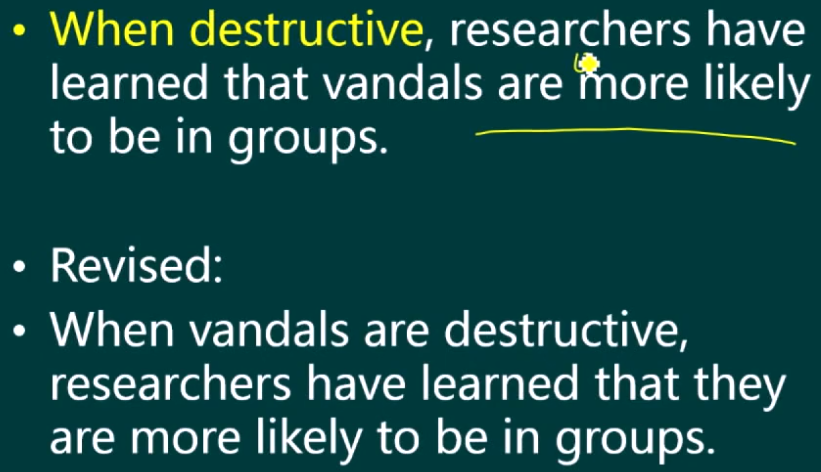 • When destructive, researchers have
learned that vandals are more likely
to be in groups.
• Revised:
• When vandals are destructive,
researchers have learned that they
are more likely to be in groups.